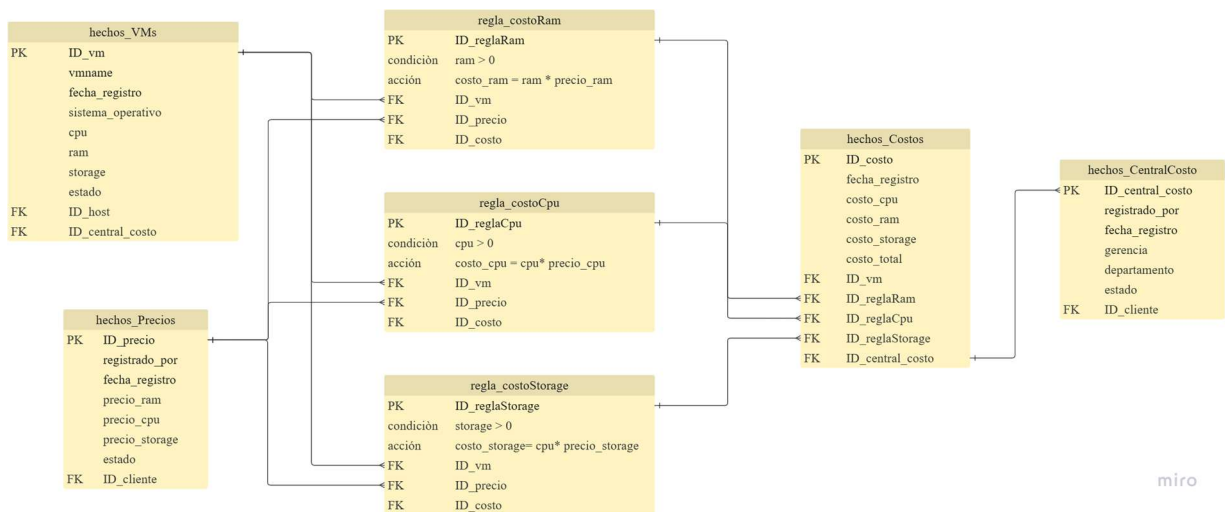 hechos_VMs
PK ID_vm
vmname
fecha_registro
sistema_operativo
cpu
ram
storage
estado
FK ID_host
FK ID_central_costo
hechos_Precios
PK ID_precio
registrado_por
fecha_registro
precio_ram
precio_cpu
precio_storage
estado
FK ID_cliente
regla_costoRam
PK ID_reglaRam
condiciòn ram > 0
acción costo_ram = ram * precio_ram
FK ID_vm
FK ID_precio
FK ID_costo
regla_costoCpu
PK ID_reglaCpu
condiciòn cpu > 0
acción costo_cpu = cpu* precio_cpu
FK ID_vm
FK ID_precio
FK ID_costo
regla_costoStorage
PK ID_reglaStorage
condiciòn storage > 0
acción costo_storage= cpu* precio_storage
FK ID_vm
FK ID_precio
FK ID_costo
hechos_Costos
PK ID_costo
fecha_registro
costo_cpu
costo_ram
costo_storage
costo_total
FK ID_vm
FK ID_reglaRam
FK ID_reglaCpu
FK ID_reglaStorage
FK ID_central_costo
hechos_CentralCosto
PK ID_central_costo
registrado_por
fecha_registro
gerencia
departamento
estado
FK ID_cliente
miro